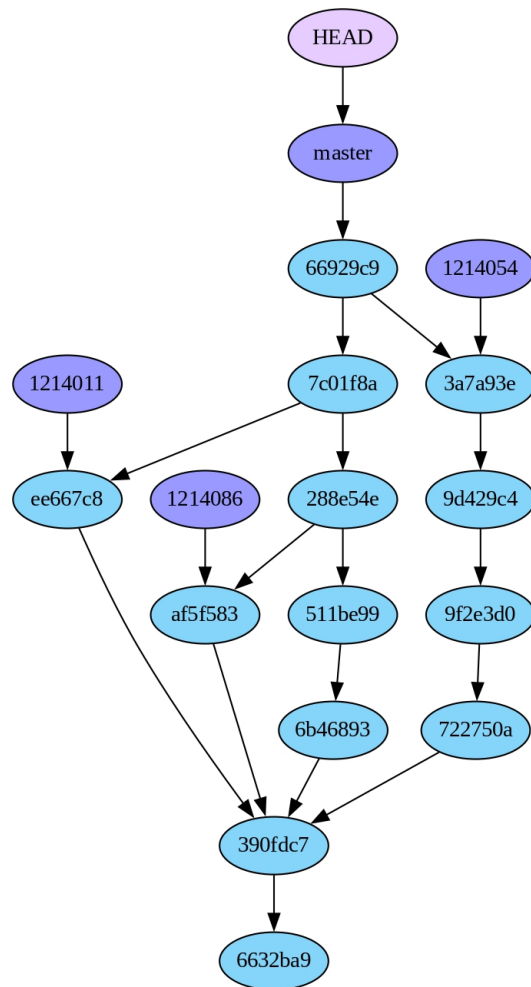 HEAD
master
66929c9
1214054
1214011
7c01f8a
3a7a93e
ee667c8
1214086
288e54e
9d429c4
af5f583
511be99
9f2e3d0
6b46893
722750a
390fdc7
6632ba9